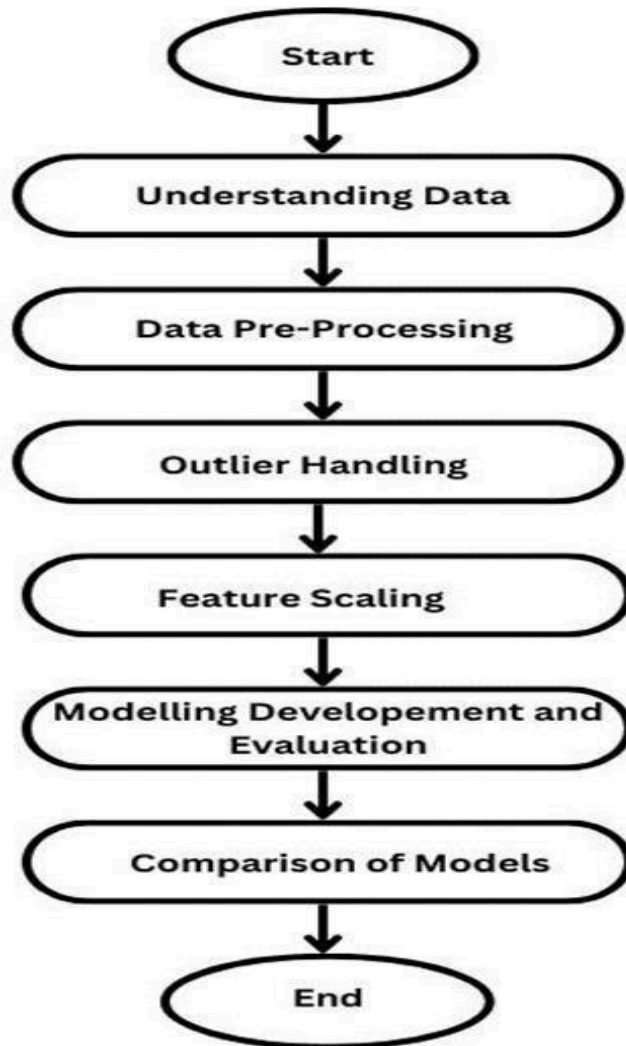 Start
Understanding Data
Data Pre-Processing
Outlier Handling
Feature Scaling
Modelling Developement and
Evaluation
Comparison of Models
End